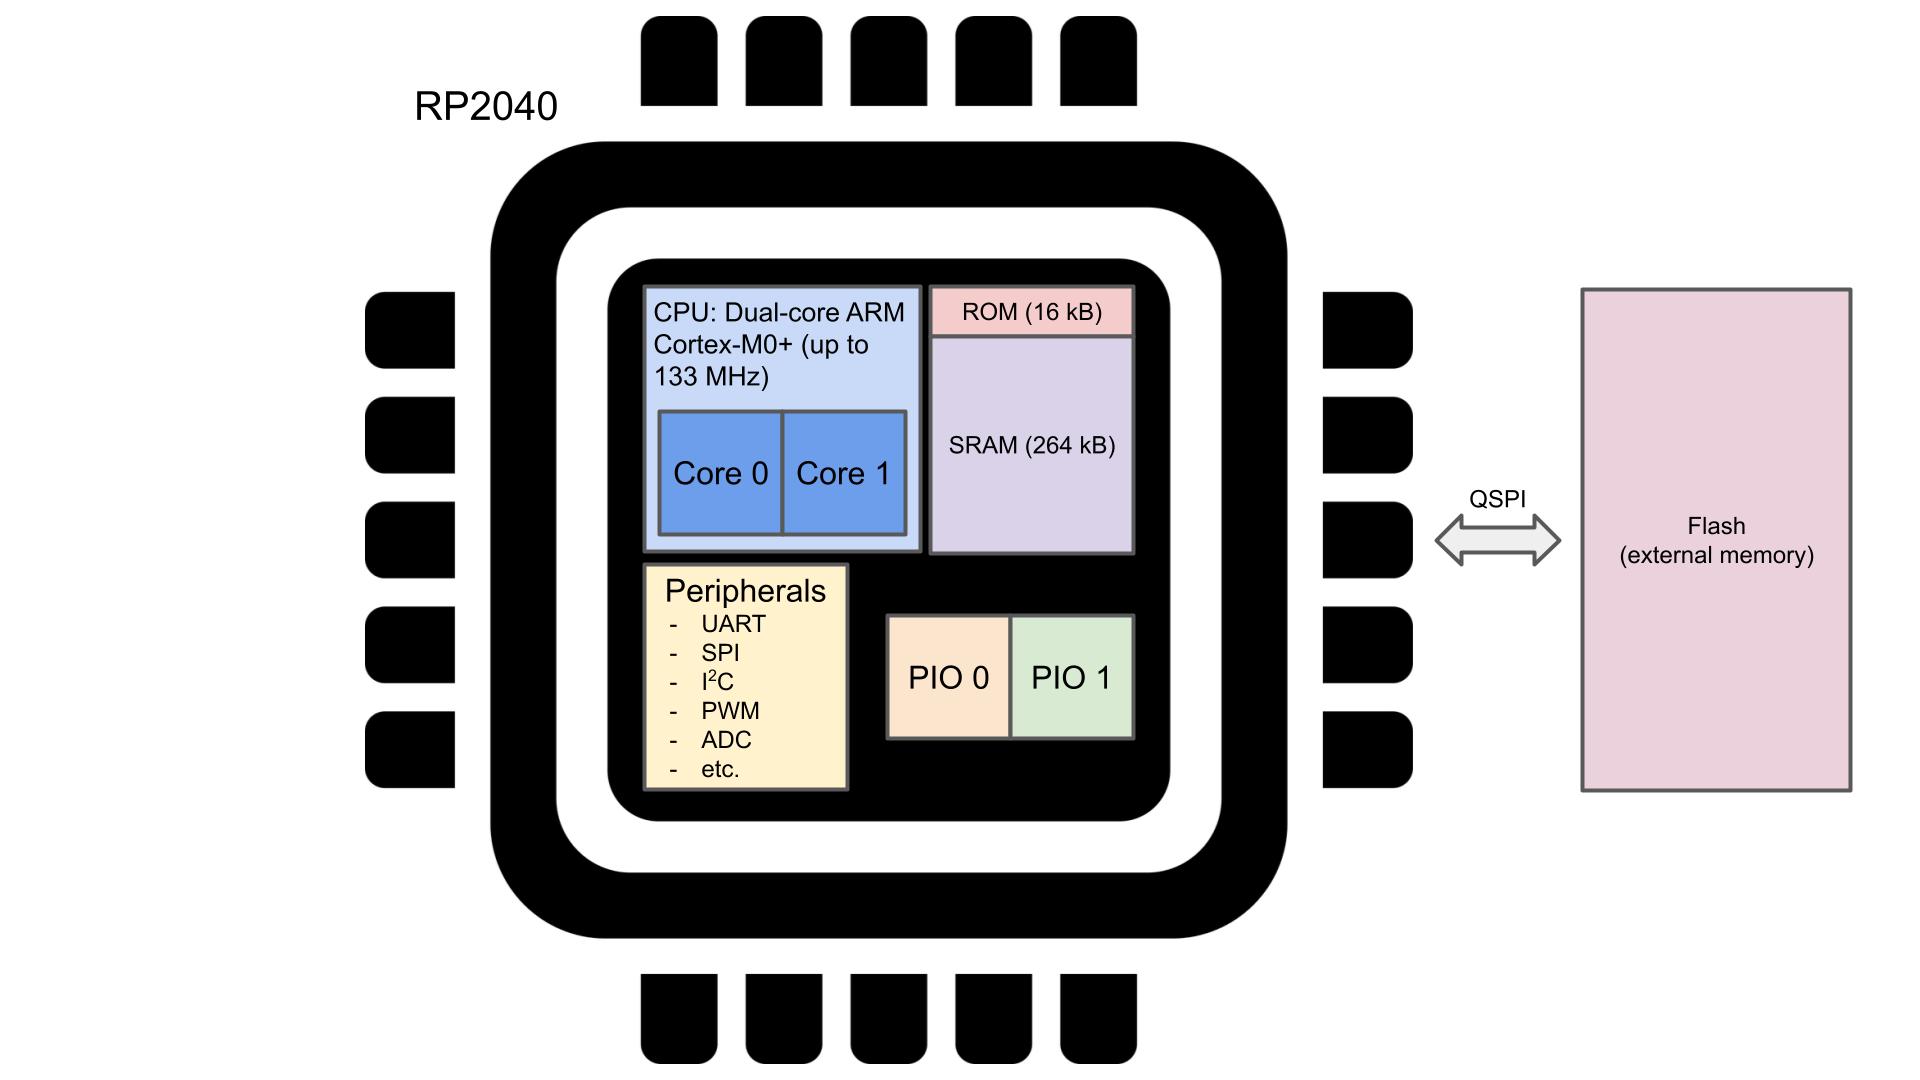 RP2040
CPU: Dual-core ARM
Cortex-M0+ (up to
133 MHz)
Core 0
Core 1
ROM (16 kB)
SRAM (264 kB)
Peripherals
- UART
- SPI
- I²C
- PWM
- ADC
- etc.
PIO 0
PIO 1
QSPI
Flash
(external memory)